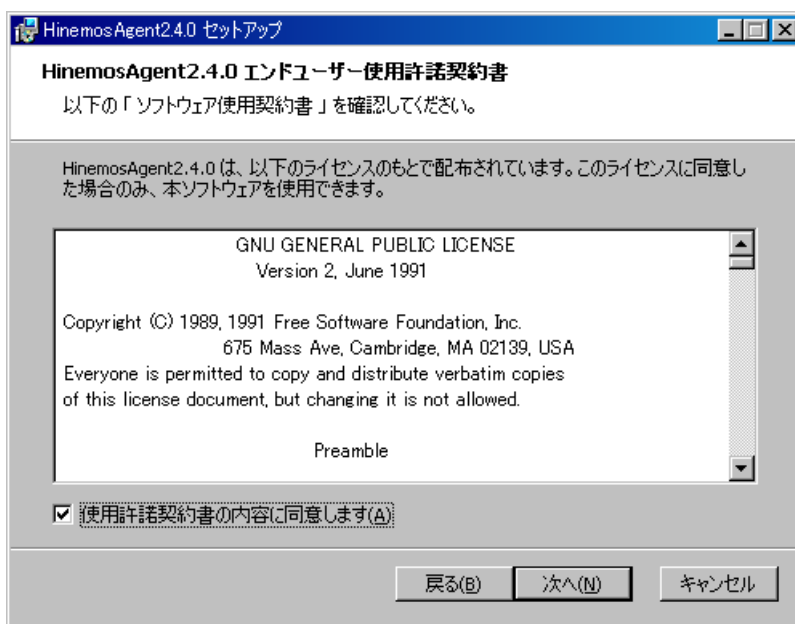 HinemosAgent2.4.0 セットアップ
HinemosAgent2.4.0 エンドユーザー使用許諾契約書
以下の「 ソフトウェア使用契約書 」を確認してください。
HinemosAgent2.4.0 は、以下のライセンスのもとで配布されています。このライセンスに同意し
た場合のみ、本ソフトウェアを使用できます。
GNU GENERAL PUBLIC LICENSE
Version 2, June 1991
Copyright (C) 1989, 1991 Free Software Foundation, Inc.
675 Mass Ave, Cambridge, MA 02139, USA
Everyone is permitted to copy and distribute verbatim copies
of this license document, but changing it is not allowed.
Preamble
使用許諾契約書の内容に同意します(A)
戻る(B) 次へ(N) キャンセル